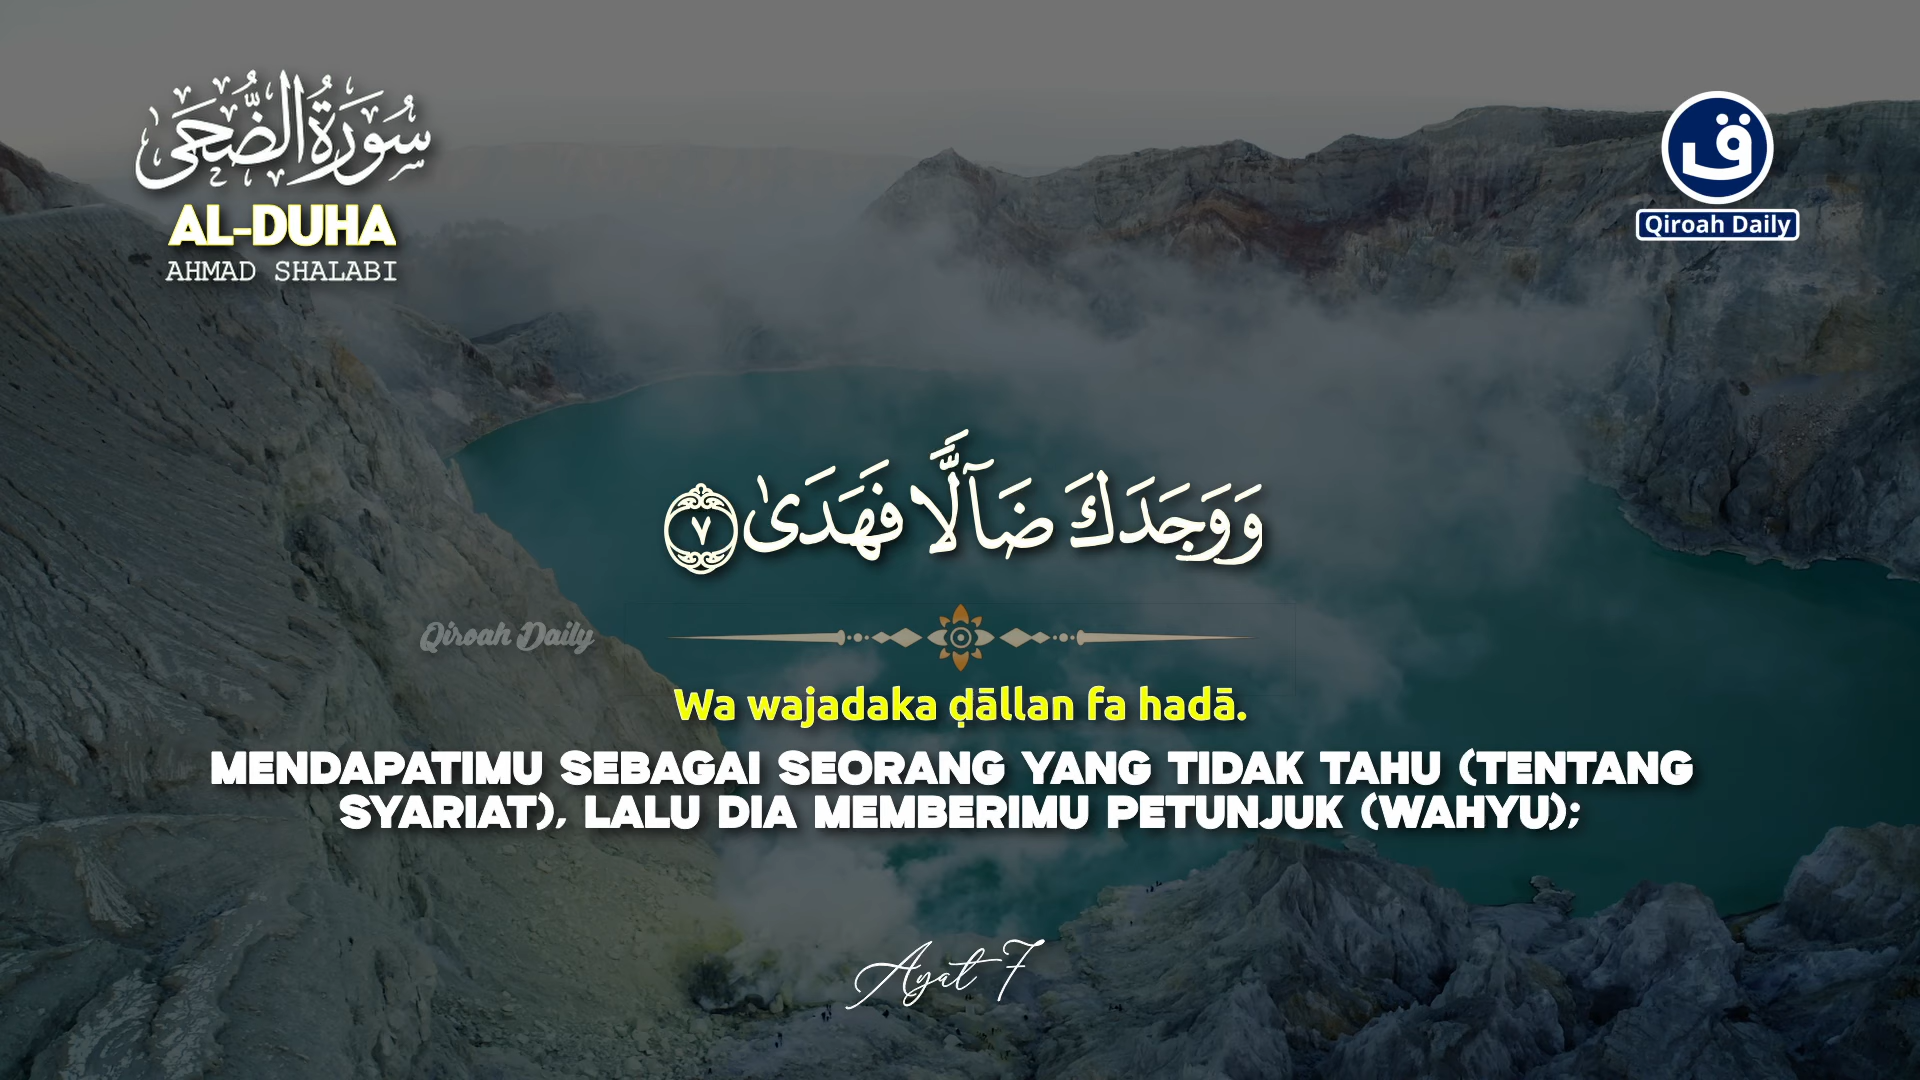 سُورَةُ الضُّحَىٰ
AL-DUHA
AHMAD SHALABI
ق
Qiroah Daily
وَوَجَدَكَ ضَآلًّا فَهَدَىٰ ٧
Qiroah Daily
Wa wajadaka ḍāllan fa hadā.
MENDAPATIMU SEBAGAI SEORANG YANG TIDAK TAHU (TENTANG
SYARIAT), LALU DIA MEMBERIMU PETUNJUK (WAHYU);
Ayat 7